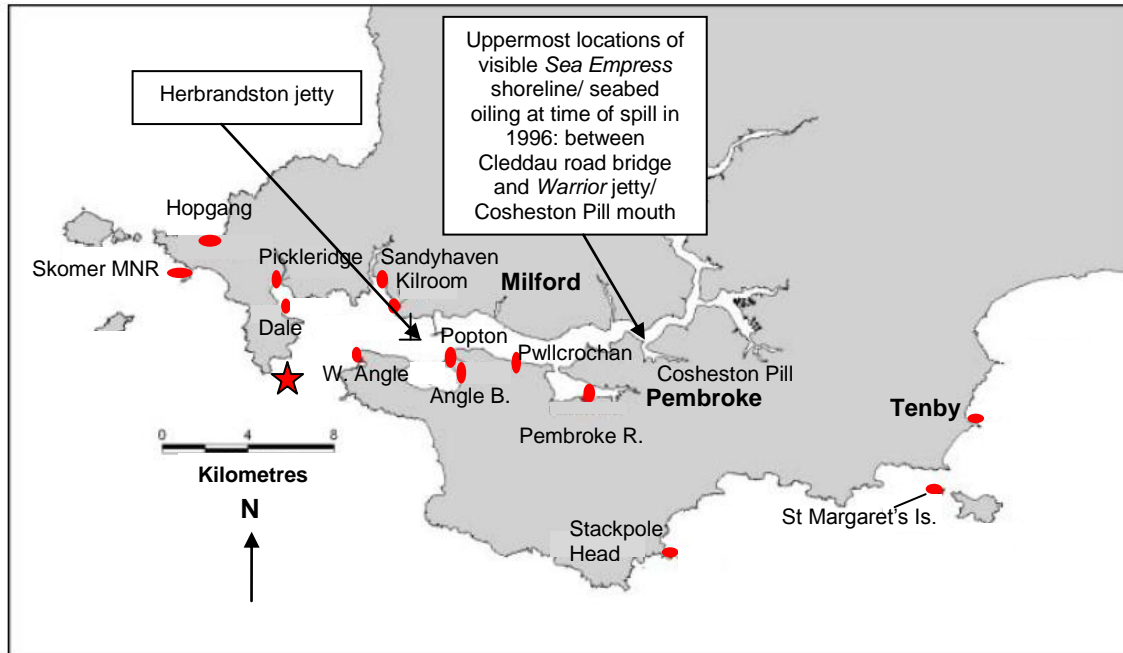 Herbrandston jetty
Uppermost locations of
visible Sea Empress
shoreline/ seabed
oiling at time of spill in
1996: between
Cleddau road bridge
and Warrior jetty/
Cosheston Pill mouth
Hopgang
Skomer MNR
Pickleridge
Sandyhaven
Kilroom
Milford
Dale
Popton
Pwllcrochan
W. Angle
Angle B.
Cosheston Pill
Pembroke
Pembroke R.
Tenby
0 4 8
Kilometres
N
St Margaret's Is.
Stackpole
Head